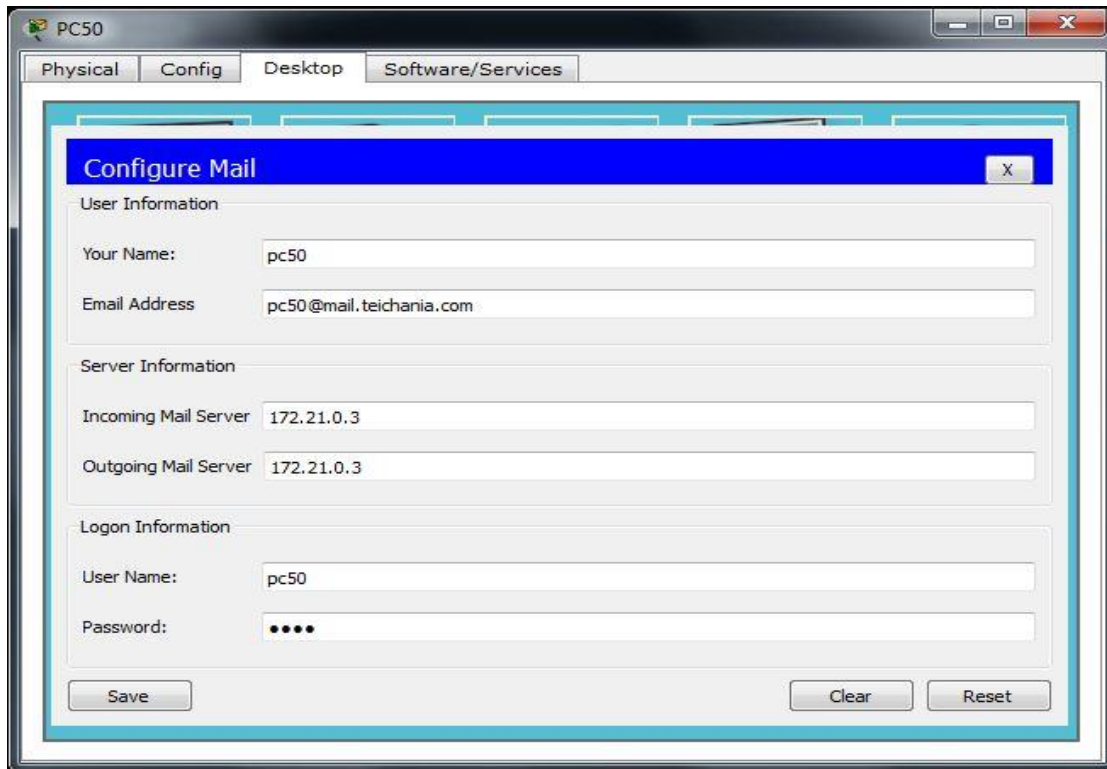 PC50
Physical Config Desktop Software/Services
Configure Mail X
User Information
Your Name: pc50
Email Address pc50@mail.teichania.com
Server Information
Incoming Mail Server 172.21.0.3
Outgoing Mail Server 172.21.0.3
Logon Information
User Name: pc50
Password: ●●●●
Save Clear Reset